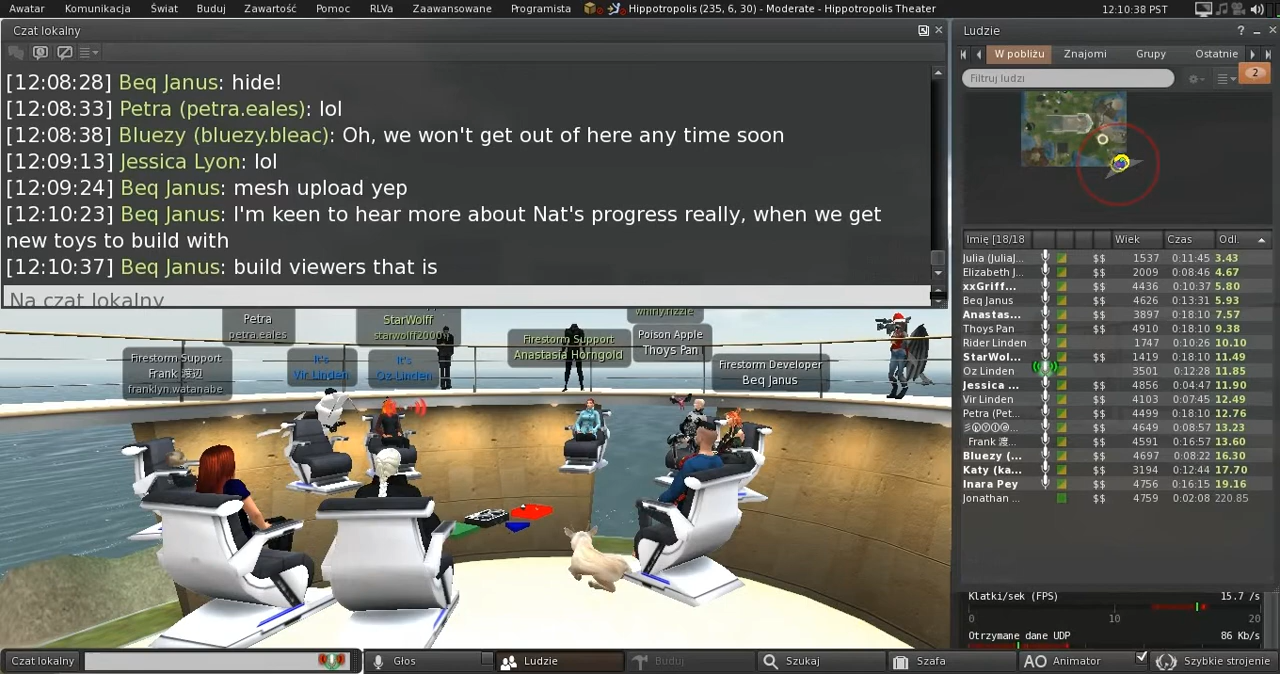 Awatar Komunikacja Świat Buduj Zawartość Pomoc RLVa Zaawansowane Programista Hippotropolis (235, 6, 30) - Moderate - Hippotropolis Theater 12:10:38 PST
Czat lokalny
[12:08:28] Beq Janus: hide!
[12:08:33] Petra (petra.eales): lol
[12:08:38] Bluezy (bluezy.bleac): Oh, we won't get out of here any time soon
[12:09:13] Jessica Lyon: lol
[12:09:24] Beq Janus: mesh upload yep
[12:10:23] Beq Janus: I'm keen to hear more about Nat's progress really, when we get
new toys to build with
[12:10:37] Beq Janus: build viewers that is
Na czat lokalny
Petra
petra.eales
StarWolff
starwolff2000
Firestorm Support
Frank 渡辺
franklyn.watanabe
It's
Vir Linden
It's
Oz Linden
Firestorm Support
Anastasia Horngold
Poison Apple
Thoys Pan
Firestorm Developer
Beq Janus
Ludzie ?
W pobliżu Znajomi Grupy Ostatnie
Filtruj ludzi 2
Imię [18/18 Wiek Czas Odl.
Julia (JuliaJ... $$ 1537 0:11:45 3.43
Elizabeth J... $$ 2009 0:08:46 4.67
xxGriff... $$ 4436 0:10:37 5.80
Beq Janus $$ 4626 0:13:31 5.93
Anastas... $$ 3897 0:18:10 7.57
Thoys Pan $$ 4910 0:18:10 9.38
Rider Linden 1747 0:10:26 10.10
StarWol... $$ 1419 0:18:10 11.49
Oz Linden $$ 3501 0:12:28 11.85
Jessica ... $$ 4856 0:04:47 11.90
Vir Linden $$ 4103 0:07:45 12.49
Petra (Pet... $$ 4499 0:18:10 12.76
$$ 4649 0:08:57 13.23
Frank 渡... $$ 4591 0:16:57 13.60
Bluezy (... $$ 4697 0:08:22 16.30
Katy (ka... $$ 3194 0:12:44 17.70
Inara Pey $$ 4756 0:16:15 19.16
Jonathan ... $$ 4759 0:02:08 220.85
Klatki/sek (FPS) 15.7 /s
0 10 20
Otrzymane dane UDP 86 Kb/s
Czat lokalny Głos Ludzie Buduj Szukaj Szafa AO Animator Szybkie strojenie